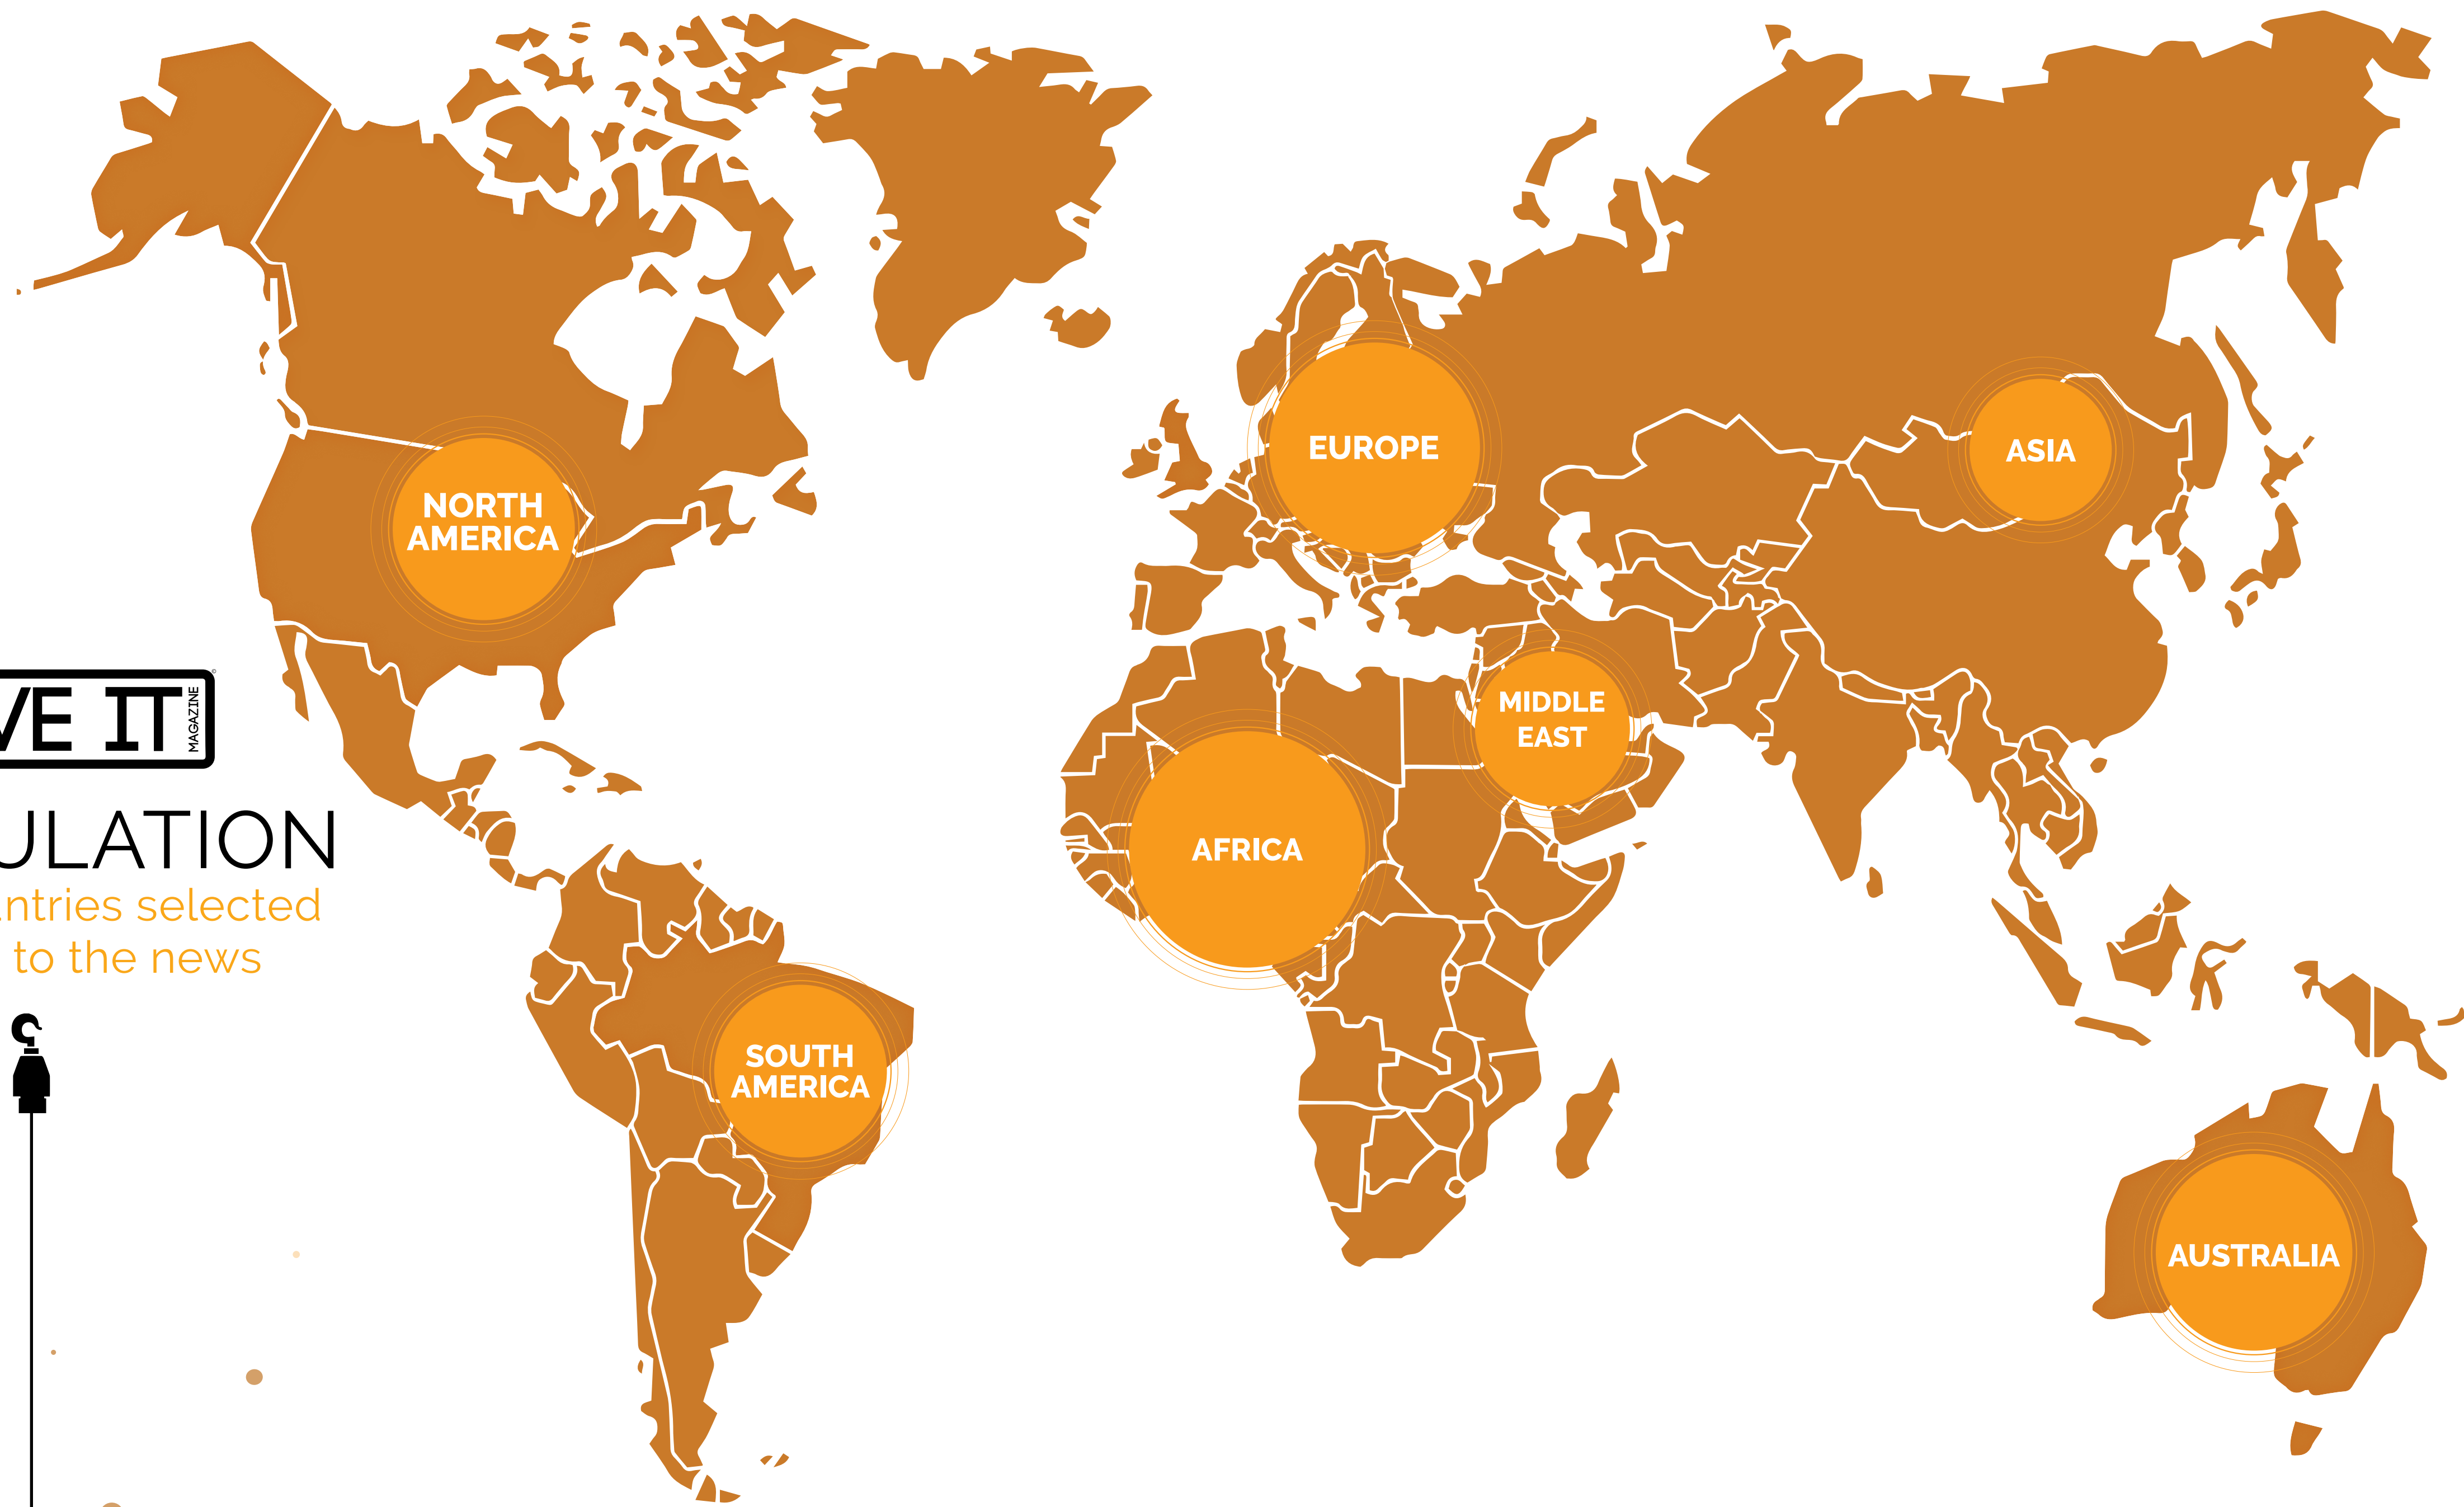 VE IT
MAGAZINE
ULATION
ntries selected
to the news
NORTH
AMERICA
SOUTH
AMERICA
EUROPE
AFRICA
MIDDLE
EAST
ASIA
AUSTRALIA